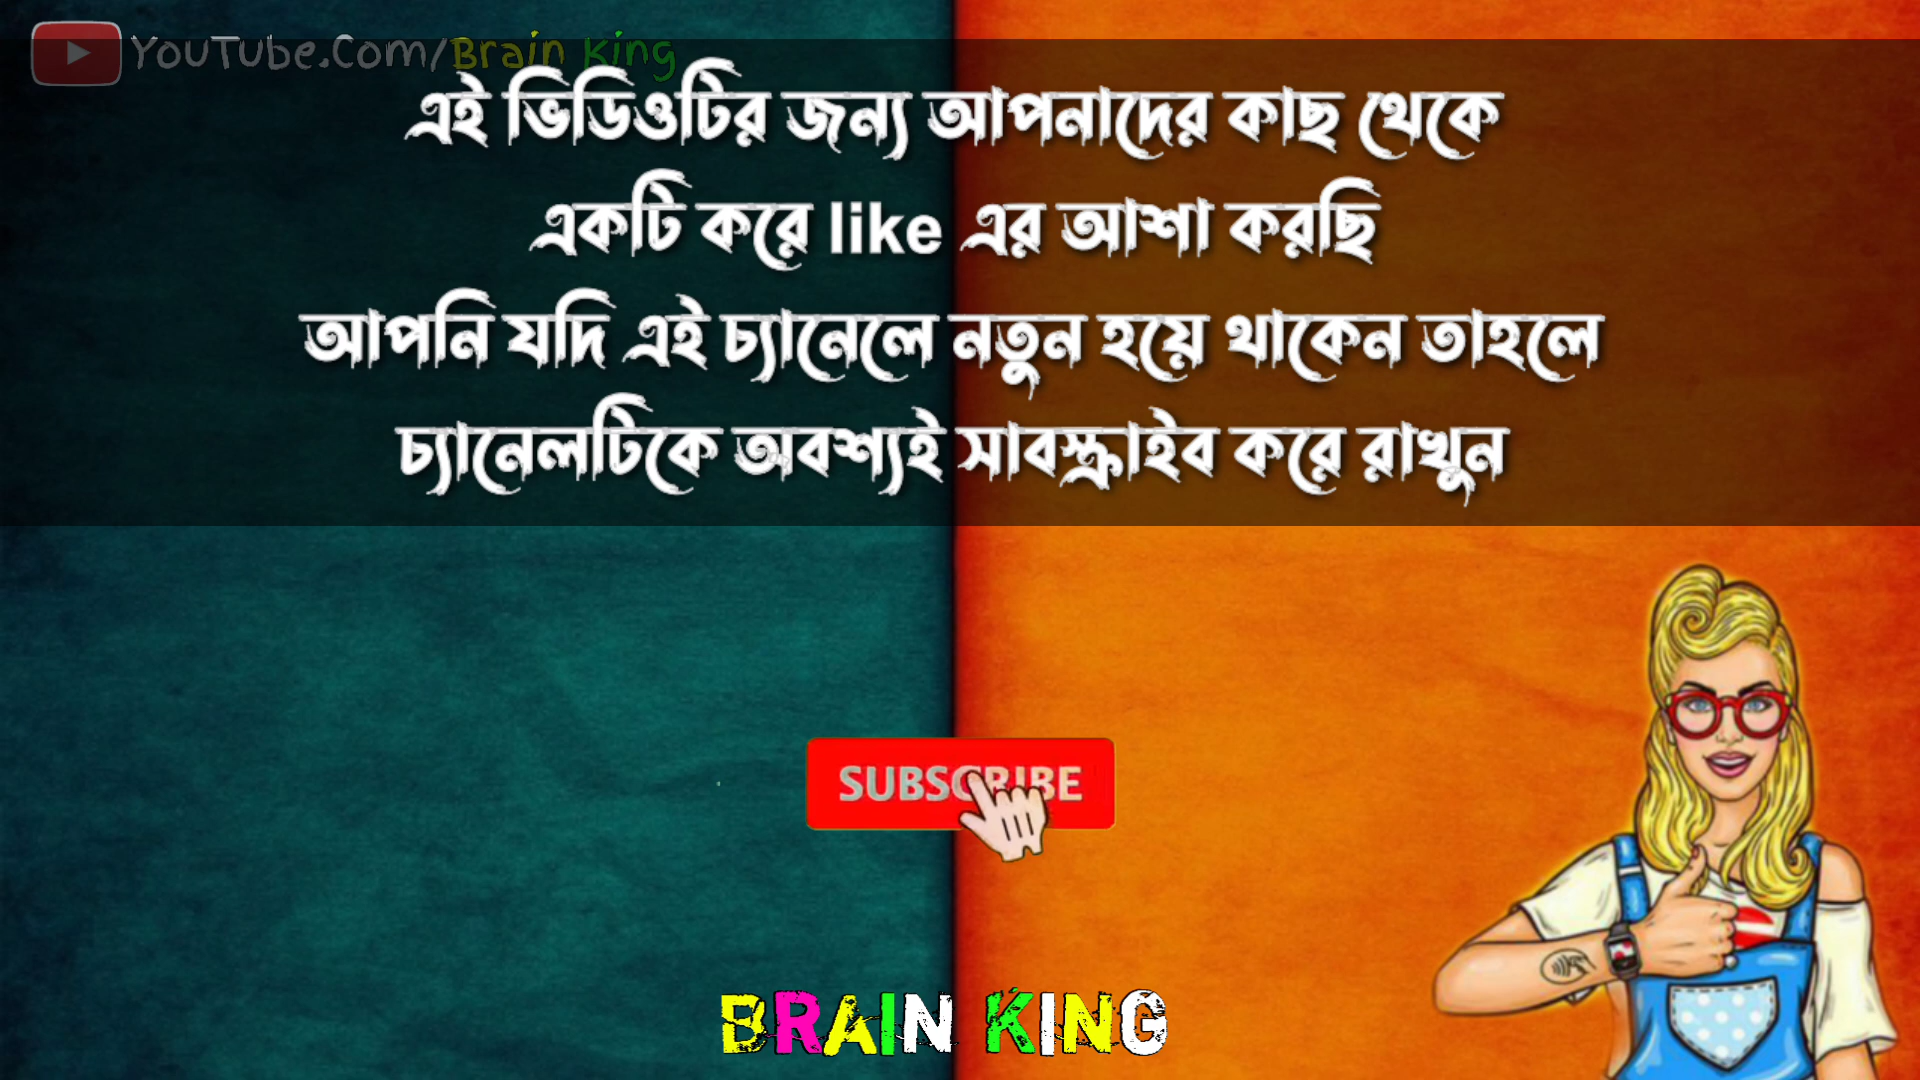 YouTube.Com/Brain King
এই ভিডিওটির জন্য আপনাদের কাছ থেকে
একটি করে like এর আশা করছি
আপনি যদি এই চ্যানেলে নতুন হয়ে থাকেন তাহলে
চ্যানেলটিকে অবশ্যই সাবস্ক্রাইব করে রাখুন
SUBSCRIBE
BRAIN KING